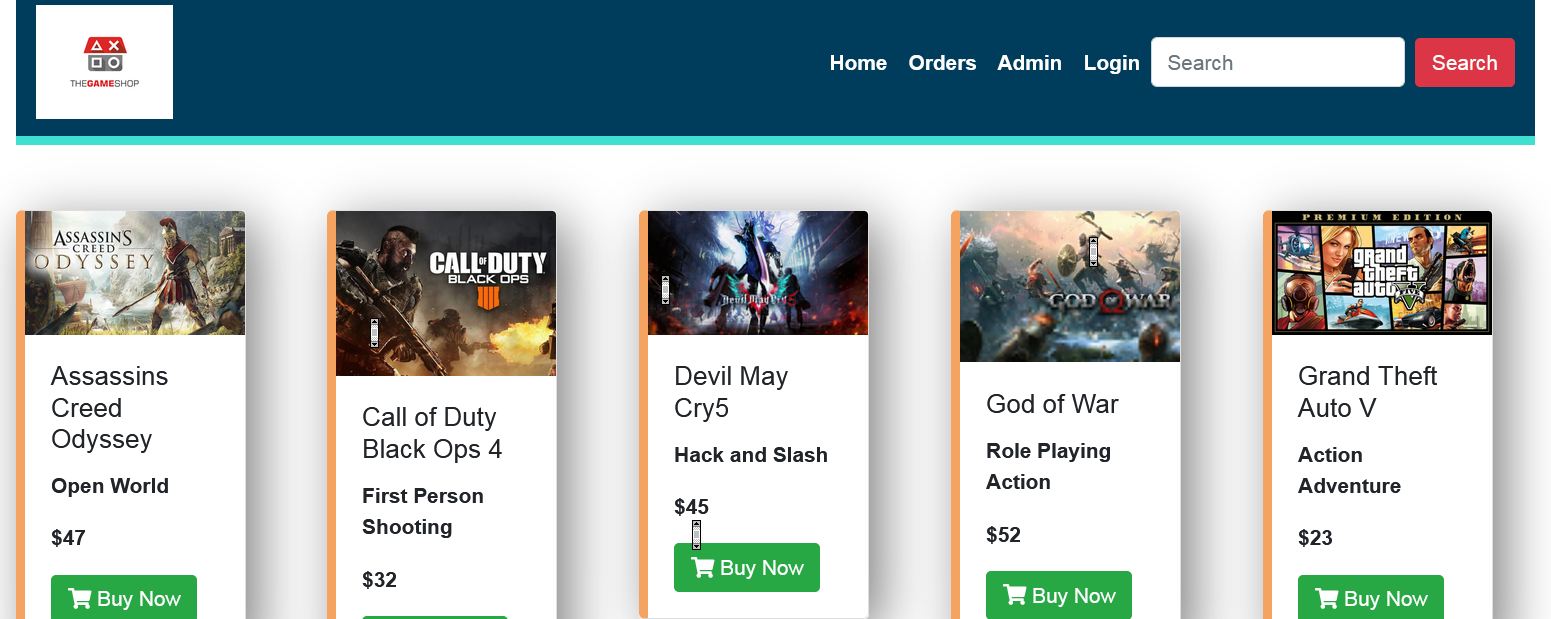 THEGAMESHOP
Home Orders Admin Login Search Search
ASSASSIN'S
CREED
ODYSSEY
Assassins
Creed
Odyssey
Open World
$47
Buy Now
CALL OF DUTY
BLACK OPS
IIII
Call of Duty
Black Ops 4
First Person
Shooting
$32
Devil May Cry 5
Devil May
Cry5
Hack and Slash
$45
Buy Now
GOD OF WAR
God of War
Role Playing
Action
$52
Buy Now
PREMIUM EDITION
grand
theft
auto V
FIVE
Grand Theft
Auto V
Action
Adventure
$23
Buy Now